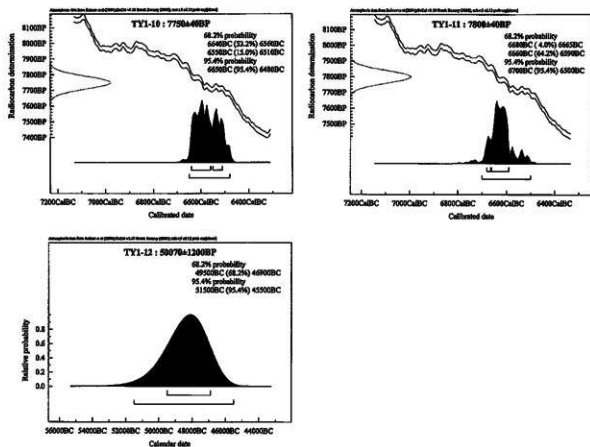 TY1-10 : 7750±40BP
68.2% probability
6640BC (53.2%) 6560BC
6550BC (15.0%) 6510BC
95.4% probability
6650BC (95.4%) 6480BC
Radiocarbon determination
8100BP
8000BP
7900BP
7800BP
7700BP
7600BP
7500BP
7400BP
7200CalBC 7000CalBC 6800CalBC 6600CalBC 6400CalBC
Calibrated date
TY1-11 : 7800±40BP
68.2% probability
6680BC ( 4.0%) 6665BC
6660BC (64.2%) 6590BC
95.4% probability
6700BC (95.4%) 6500BC
Radiocarbon determination
8100BP
8000BP
7900BP
7800BP
7700BP
7600BP
7500BP
7200CalBC 7000CalBC 6800CalBC 6600CalBC 6400CalBC
Calibrated date
TY1-12 : 50070±1200BP
68.2% probability
49500BC (68.2%) 46900BC
95.4% probability
51500BC (95.4%) 45500BC
Relative probability
0.8
0.6
0.4
0.2
0.0
56000BC 54000BC 52000BC 50000BC 48000BC 46000BC 44000BC
Calendar date